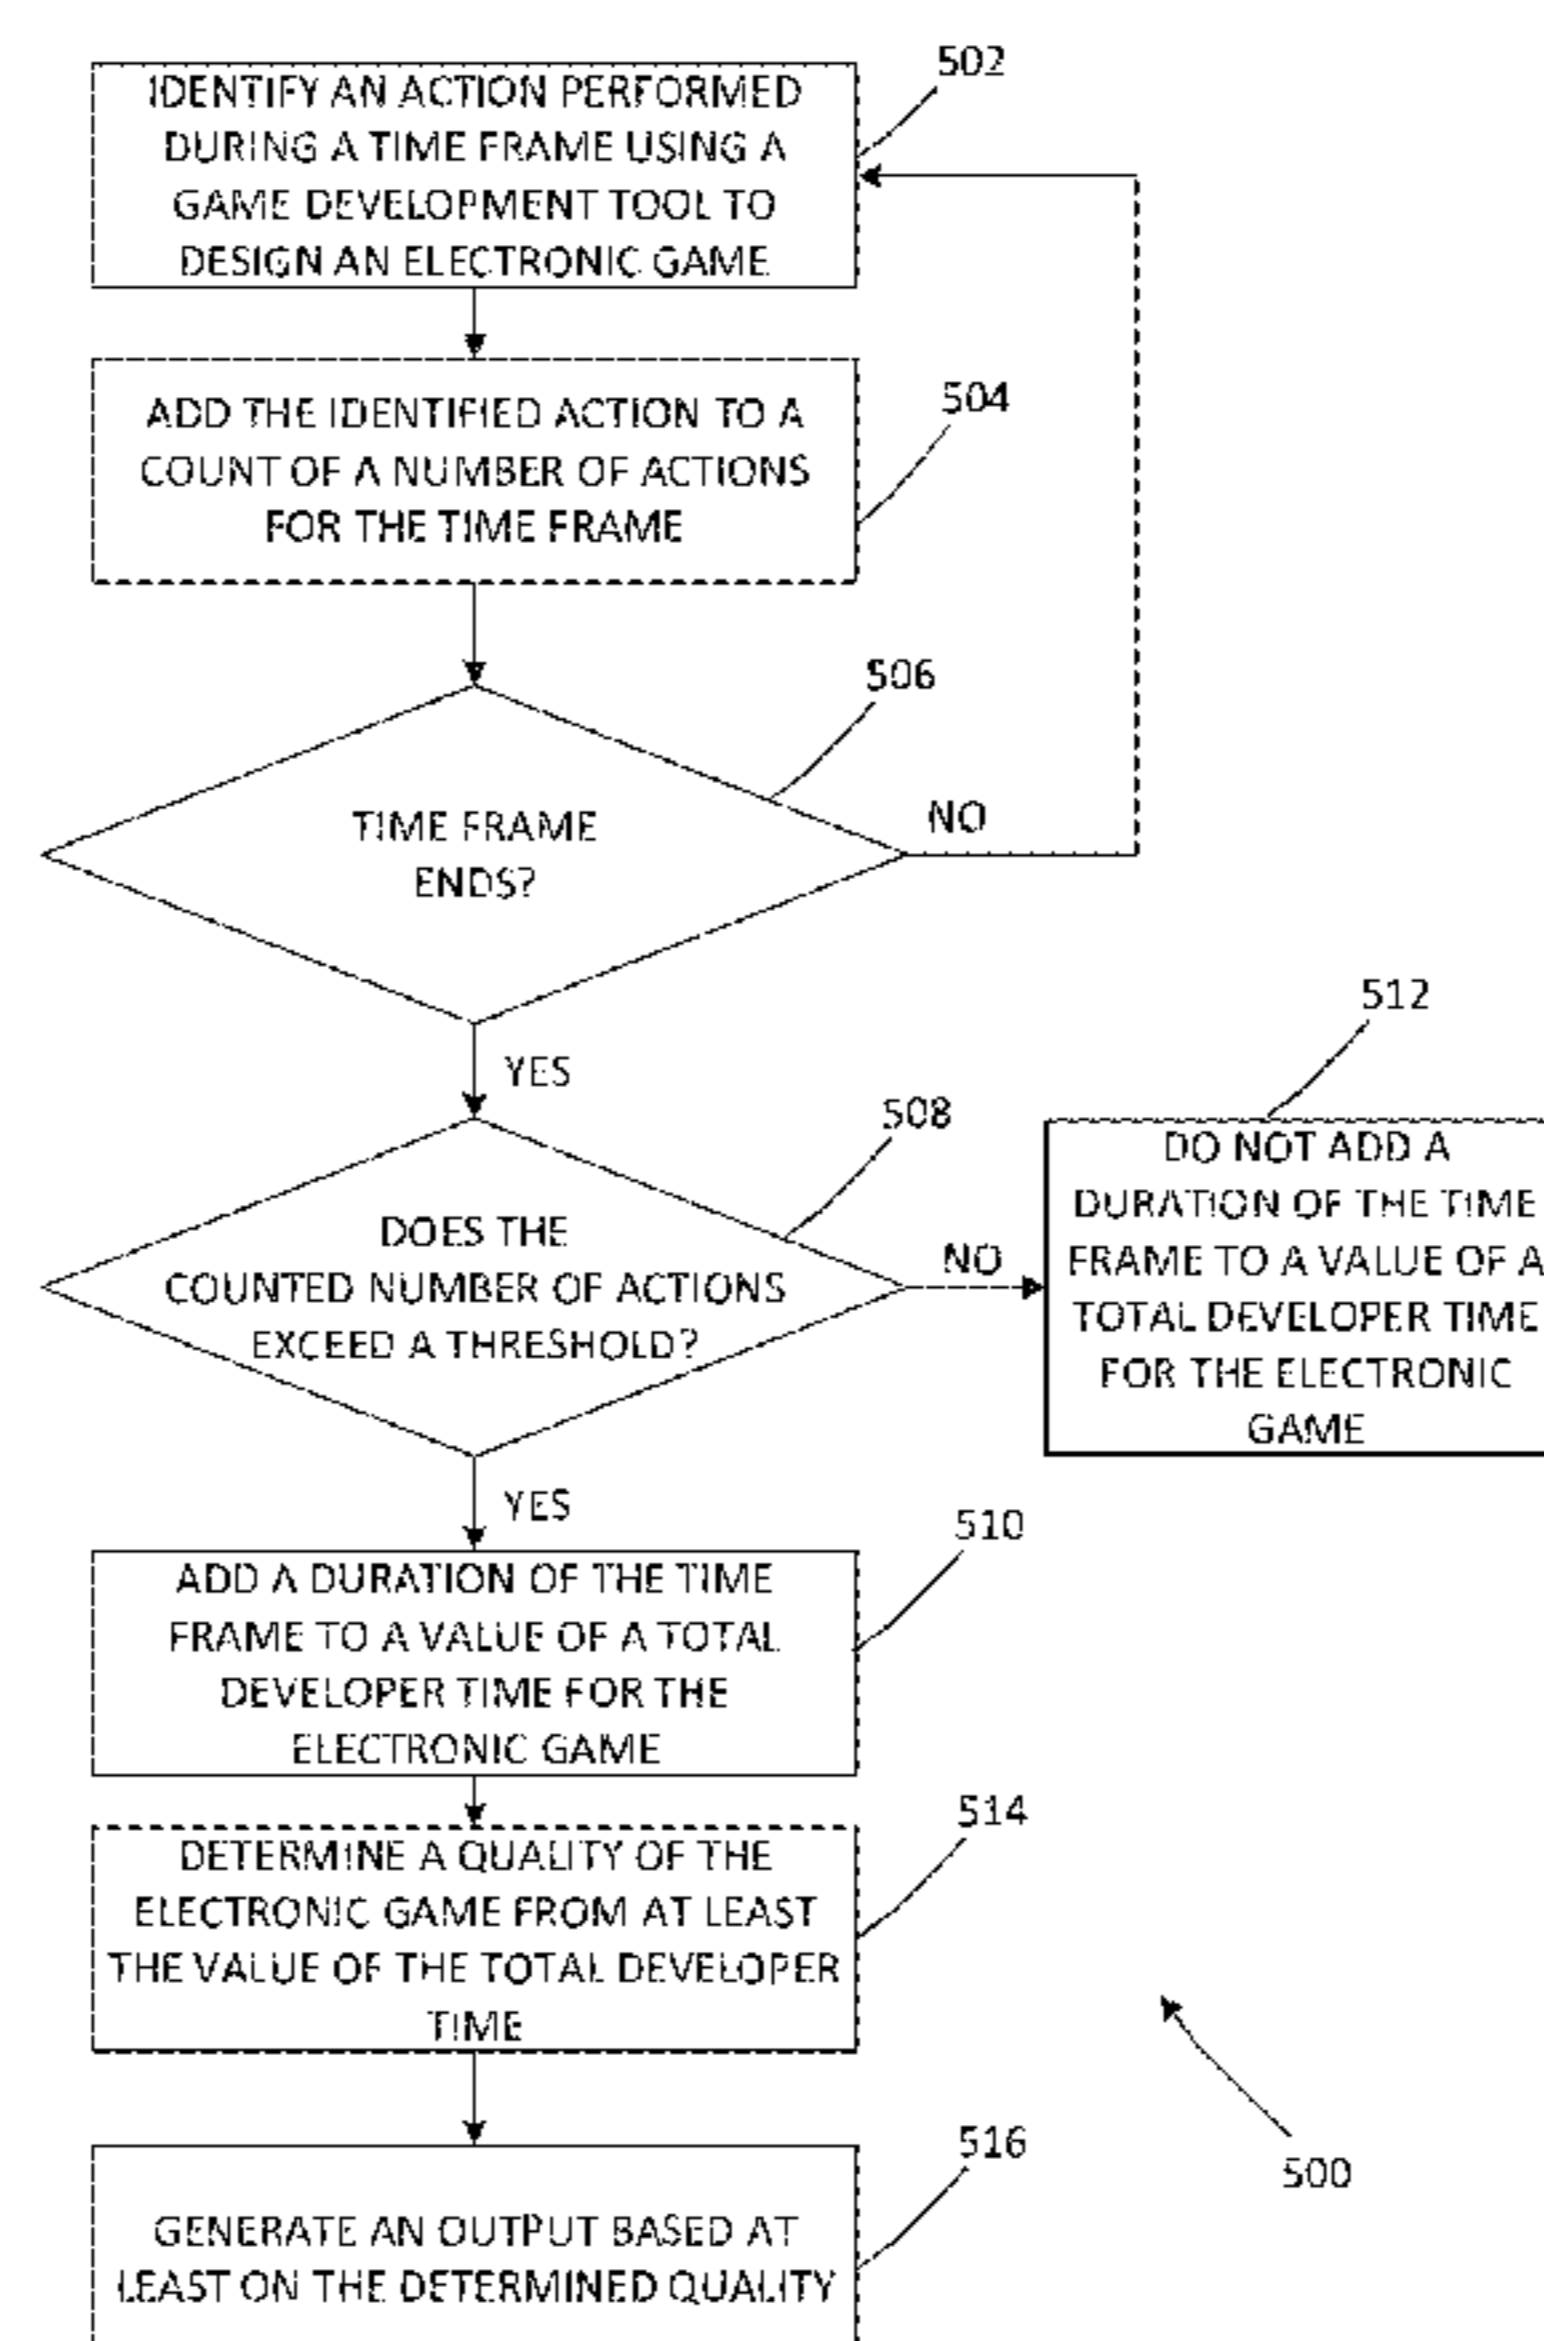 502
IDENTIFY AN ACTION PERFORMED
DURING A TIME FRAME USING A
GAME DEVELOPMENT TOOL TO
DESIGN AN ELECTRONIC GAME
504
ADD THE IDENTIFIED ACTION TO A
COUNT OF A NUMBER OF ACTIONS
FOR THE TIME FRAME
506
TIME FRAME
ENDS?
NO
YES
508
DOES THE
COUNTED NUMBER OF ACTIONS
EXCEED A THRESHOLD?
NO
512
DO NOT ADD A
DURATION OF THE TIME
FRAME TO A VALUE OF A
TOTAL DEVELOPER TIME
FOR THE ELECTRONIC
GAME
YES
510
ADD A DURATION OF THE TIME
FRAME TO A VALUE OF A TOTAL
DEVELOPER TIME FOR THE
ELECTRONIC GAME
514
DETERMINE A QUALITY OF THE
ELECTRONIC GAME FROM AT LEAST
THE VALUE OF THE TOTAL DEVELOPER
TIME
516
GENERATE AN OUTPUT BASED AT
LEAST ON THE DETERMINED QUALITY
500